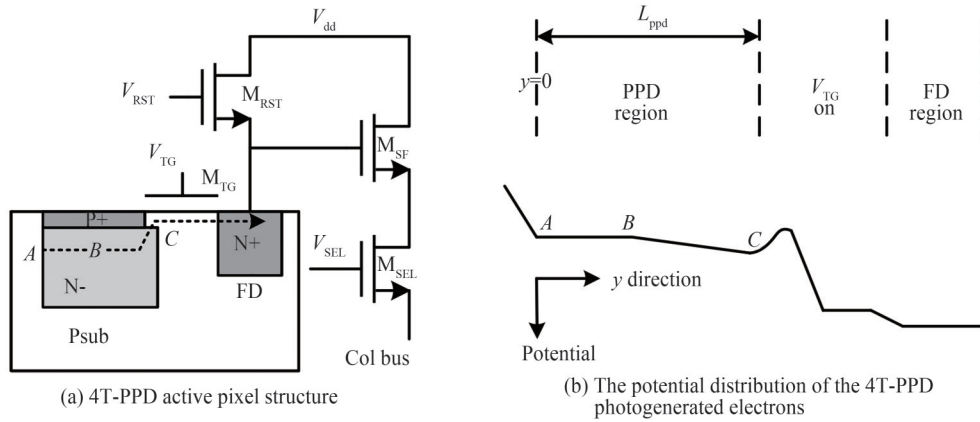 V_dd
V_RST
M_RST
V_TG
M_TG
M_SF
P+
A
B
C
N+
V_SEL
M_SEL
N-
FD
Psub
Col bus
(a) 4T-PPD active pixel structure
L_ppd
y=0
PPD
region
V_TG
on
FD
region
A
B
C
y direction
Potential
(b) The potential distribution of the 4T-PPD
photogenerated electrons